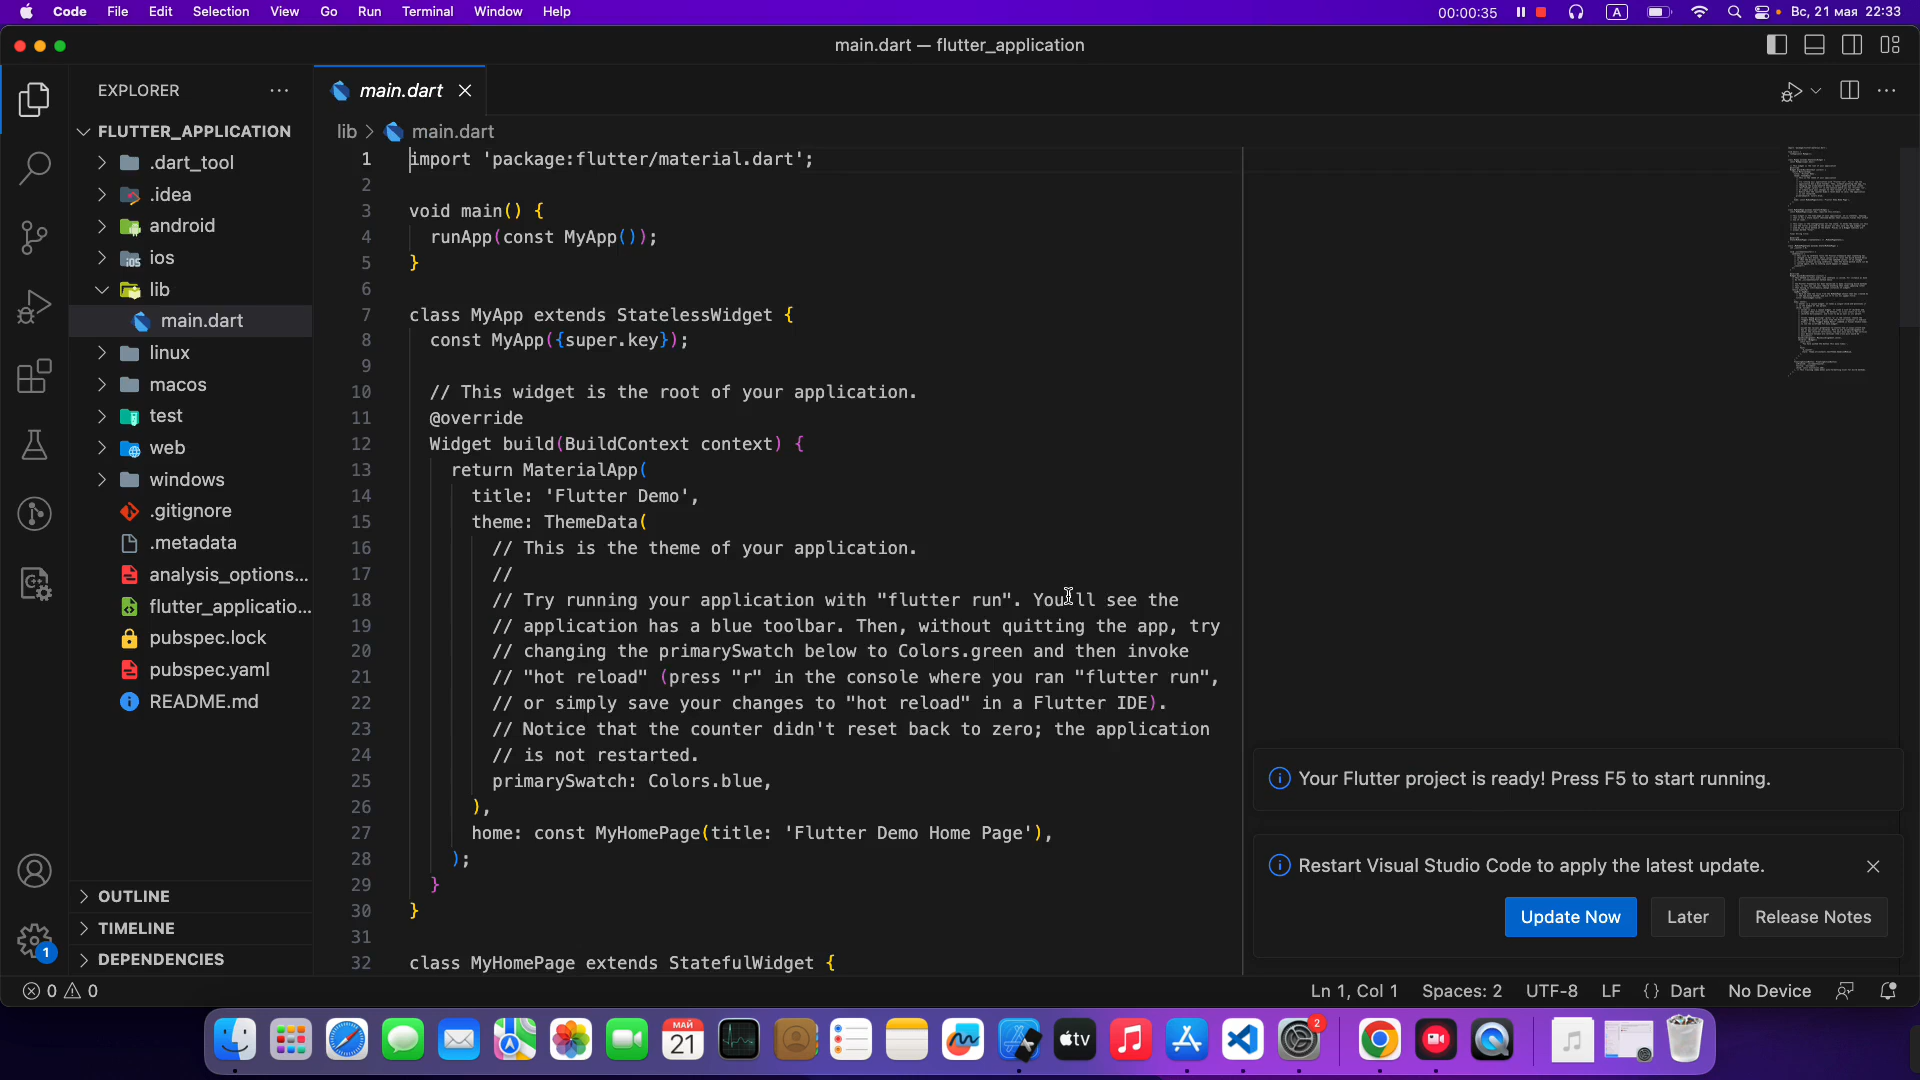 Code File Edit Selection View Go Run Terminal Window Help 00:00:35 A Вс, 21 мая 22:33
main.dart — flutter_application
EXPLORER
main.dart
FLUTTER_APPLICATION
.dart_tool
.idea
android
ios
lib
main.dart
linux
macos
test
web
windows
.gitignore
.metadata
analysis_options...
flutter_applicatio...
pubspec.lock
pubspec.yaml
README.md
OUTLINE
TIMELINE
DEPENDENCIES
1
lib > main.dart
1 import 'package:flutter/material.dart';
2
3 void main() {
4 runApp(const MyApp());
5 }
6
7 class MyApp extends StatelessWidget {
8 const MyApp({super.key});
9
10 // This widget is the root of your application.
11 @override
12 Widget build(BuildContext context) {
13 return MaterialApp(
14 title: 'Flutter Demo',
15 theme: ThemeData(
16 // This is the theme of your application.
17 //
18 // Try running your application with "flutter run". You'll see the
19 // application has a blue toolbar. Then, without quitting the app, try
20 // changing the primarySwatch below to Colors.green and then invoke
21 // "hot reload" (press "r" in the console where you ran "flutter run",
22 // or simply save your changes to "hot reload" in a Flutter IDE).
23 // Notice that the counter didn't reset back to zero; the application
24 // is not restarted.
25 primarySwatch: Colors.blue,
26 ),
27 home: const MyHomePage(title: 'Flutter Demo Home Page'),
28 );
29 }
30 }
31
32 class MyHomePage extends StatefulWidget {
Your Flutter project is ready! Press F5 to start running.
Restart Visual Studio Code to apply the latest update.
Update Now Later Release Notes
0 0 Ln 1, Col 1 Spaces: 2 UTF-8 LF {} Dart No Device
МАЙ
21
tv
2